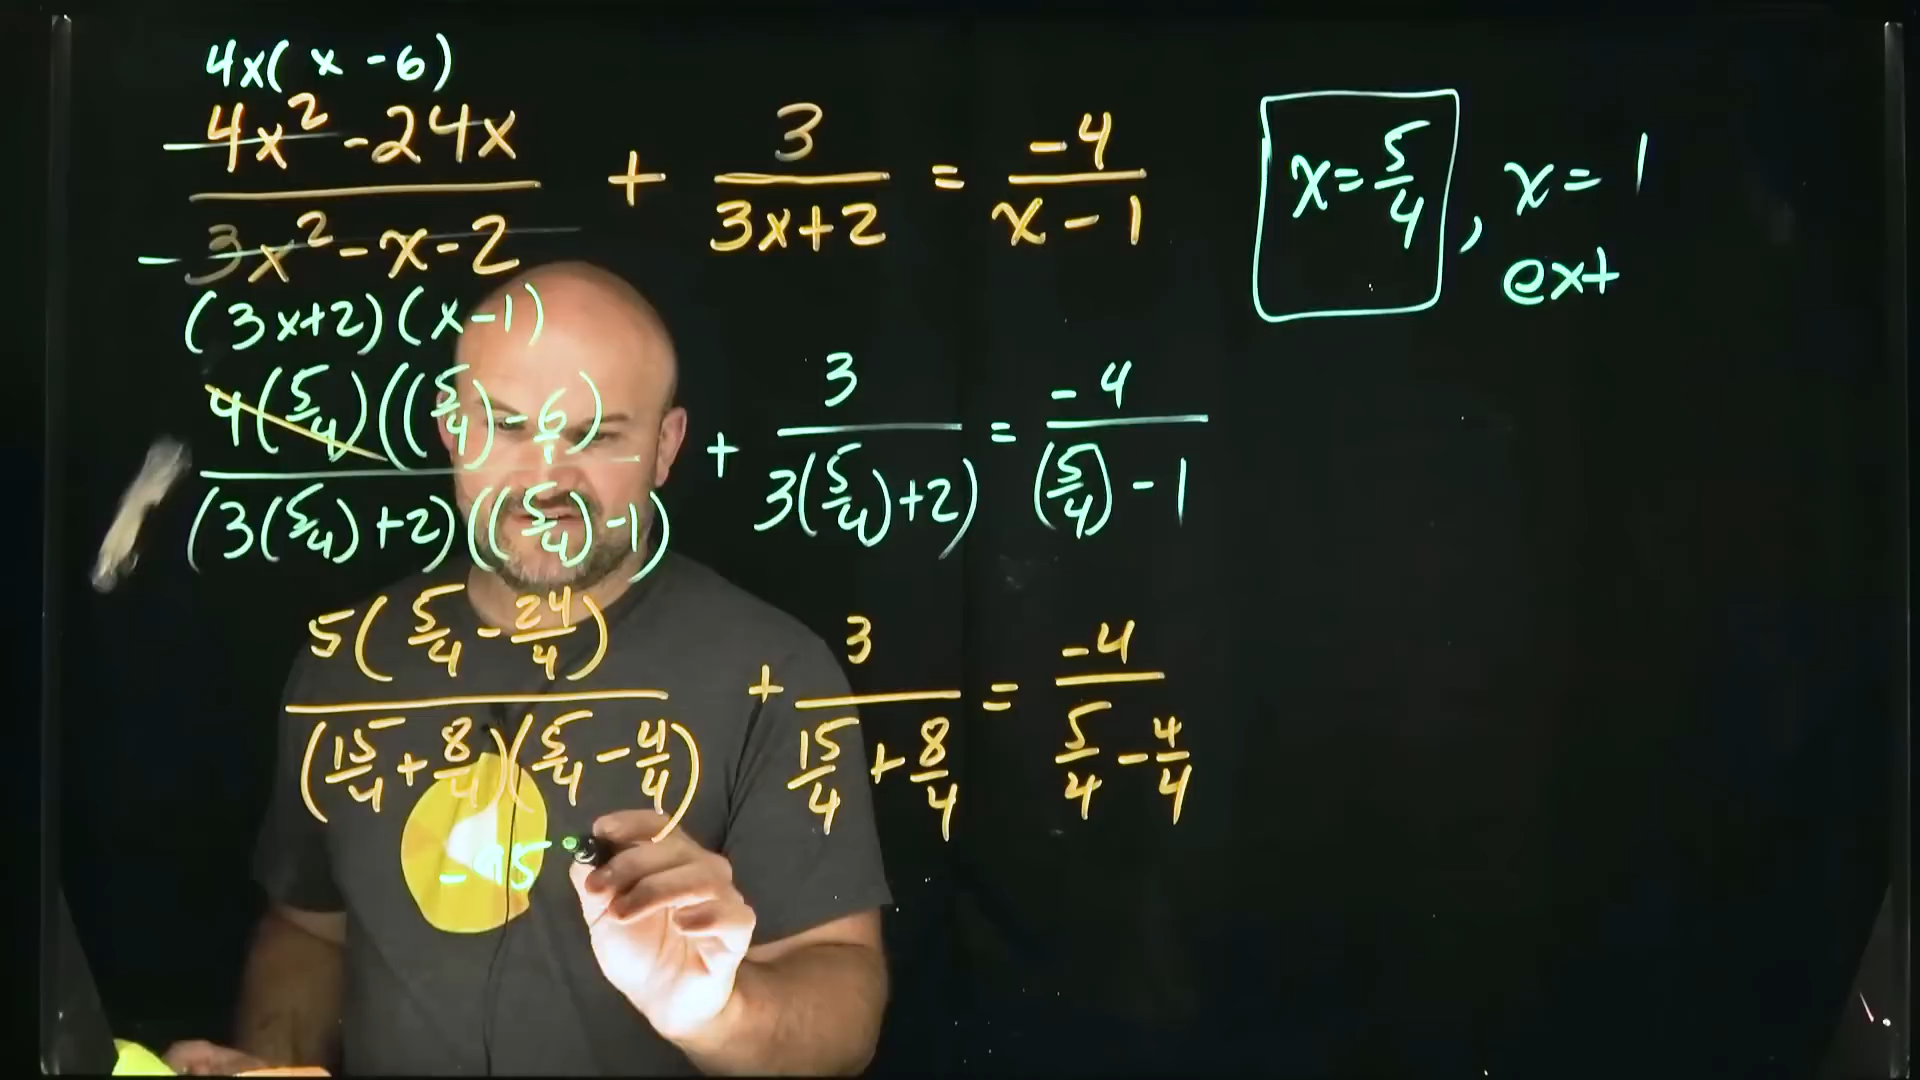 4x(x-6)
4x²-24x + 3 = -4
3x²-x-2 3x+2 x-1
(3x+2)(x-1)
x=5/4, x=1
ext
4(5/4)((5/4)-6/1) + 3 = -4
(3(5/4)+2)((5/4)-1) 3(5/4)+2) (5/4)-1
5(5/4-24/4) + 3 = -4
(15/4+8/4)(5/4-4/4) 15/4+8/4 5/4-4/4
-95